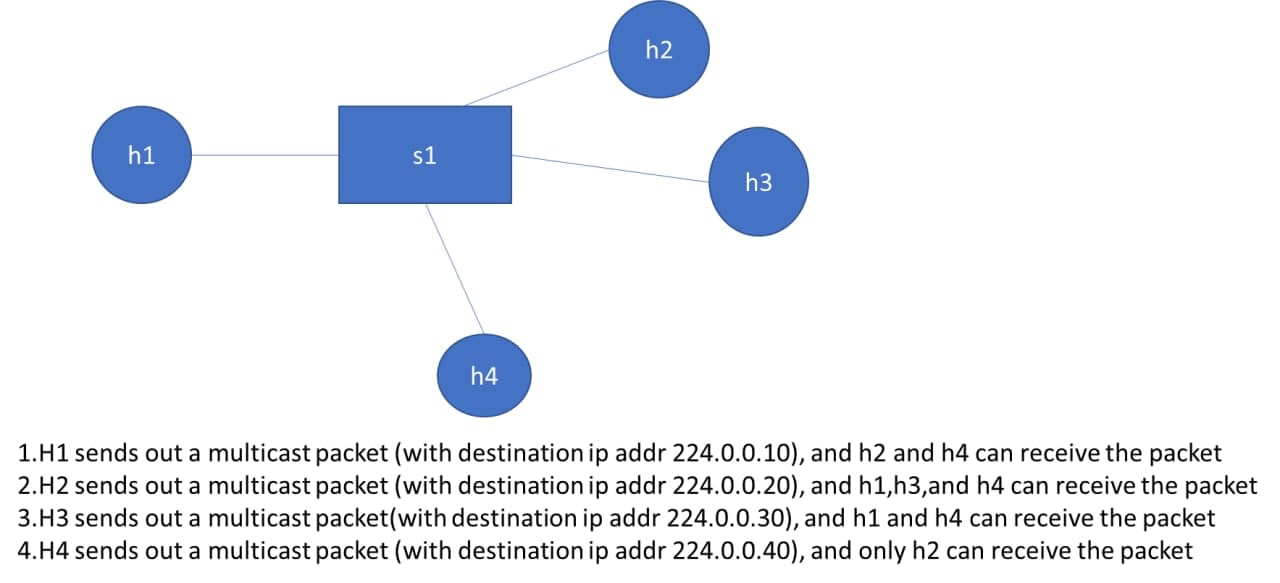 h2
h1
s1
h3
h4
1.H1 sends out a multicast packet (with destination ip addr 224.0.0.10), and h2 and h4 can receive the packet
2.H2 sends out a multicast packet (with destination ip addr 224.0.0.20), and h1,h3,and h4 can receive the packet
3.H3 sends out a multicast packet(with destination ip addr 224.0.0.30), and h1 and h4 can receive the packet
4.H4 sends out a multicast packet (with destination ip addr 224.0.0.40), and only h2 can receive the packet